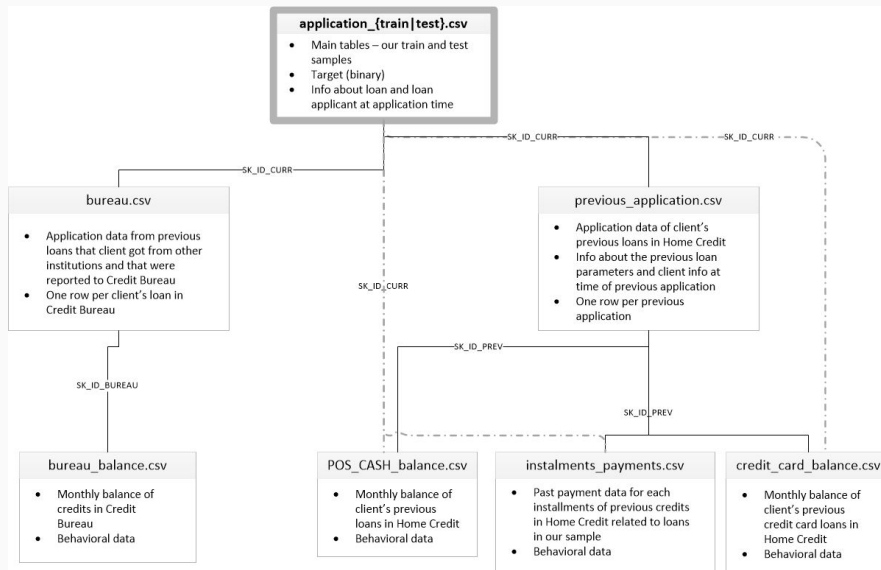 application_{train|test}.csv
• Main tables – our train and test
samples
• Target (binary)
• Info about loan and loan
applicant at application time
SK_ID_CURR
SK_ID_CURR
SK_ID_CURR
bureau.csv
• Application data from previous
loans that client got from other
institutions and that were
reported to Credit Bureau
• One row per client's loan in
Credit Bureau
previous_application.csv
• Application data of client's
previous loans in Home Credit
• Info about the previous loan
parameters and client info at
time of previous application
• One row per previous
application
SK_ID_CURR
SK_ID_PREV
SK_ID_BUREAU
SK_ID_PREV
bureau_balance.csv
• Monthly balance of
credits in Credit
Bureau
• Behavioral data
POS_CASH_balance.csv
• Monthly balance of
client's previous
loans in Home Credit
• Behavioral data
instalments_payments.csv
• Past payment data for each
installments of previous credits
in Home Credit related to loans
in our sample
• Behavioral data
credit_card_balance.csv
• Monthly balance of
client's previous
credit card loans in
Home Credit
• Behavioral data